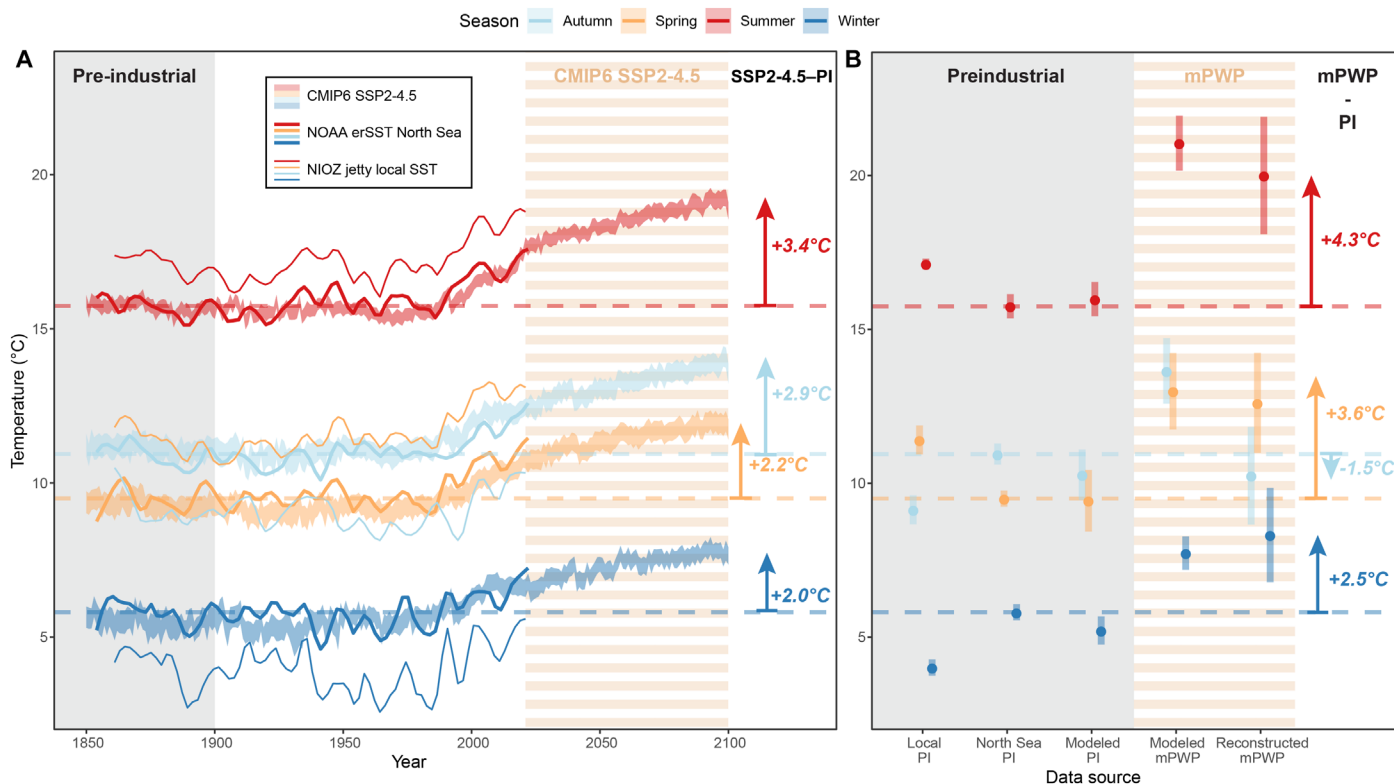 Season Autumn Spring Summer Winter
A
Pre-industrial
CMIP6 SSP2-4.5
SSP2-4.5–PI
CMIP6 SSP2-4.5
NOAA erSST North Sea
NIOZ jetty local SST
Temperature (°C)
20
15
10
5
+3.4°C
+2.9°C
+2.2°C
+2.0°C
1850
1900
1950
2000
2050
2100
Year
B
Preindustrial
mPWP
mPWP
-
PI
20
15
10
5
+4.3°C
+3.6°C
-1.5°C
+2.5°C
Local
PI
North Sea
PI
Modeled
PI
Modeled
mPWP
Reconstructed
mPWP
Data source